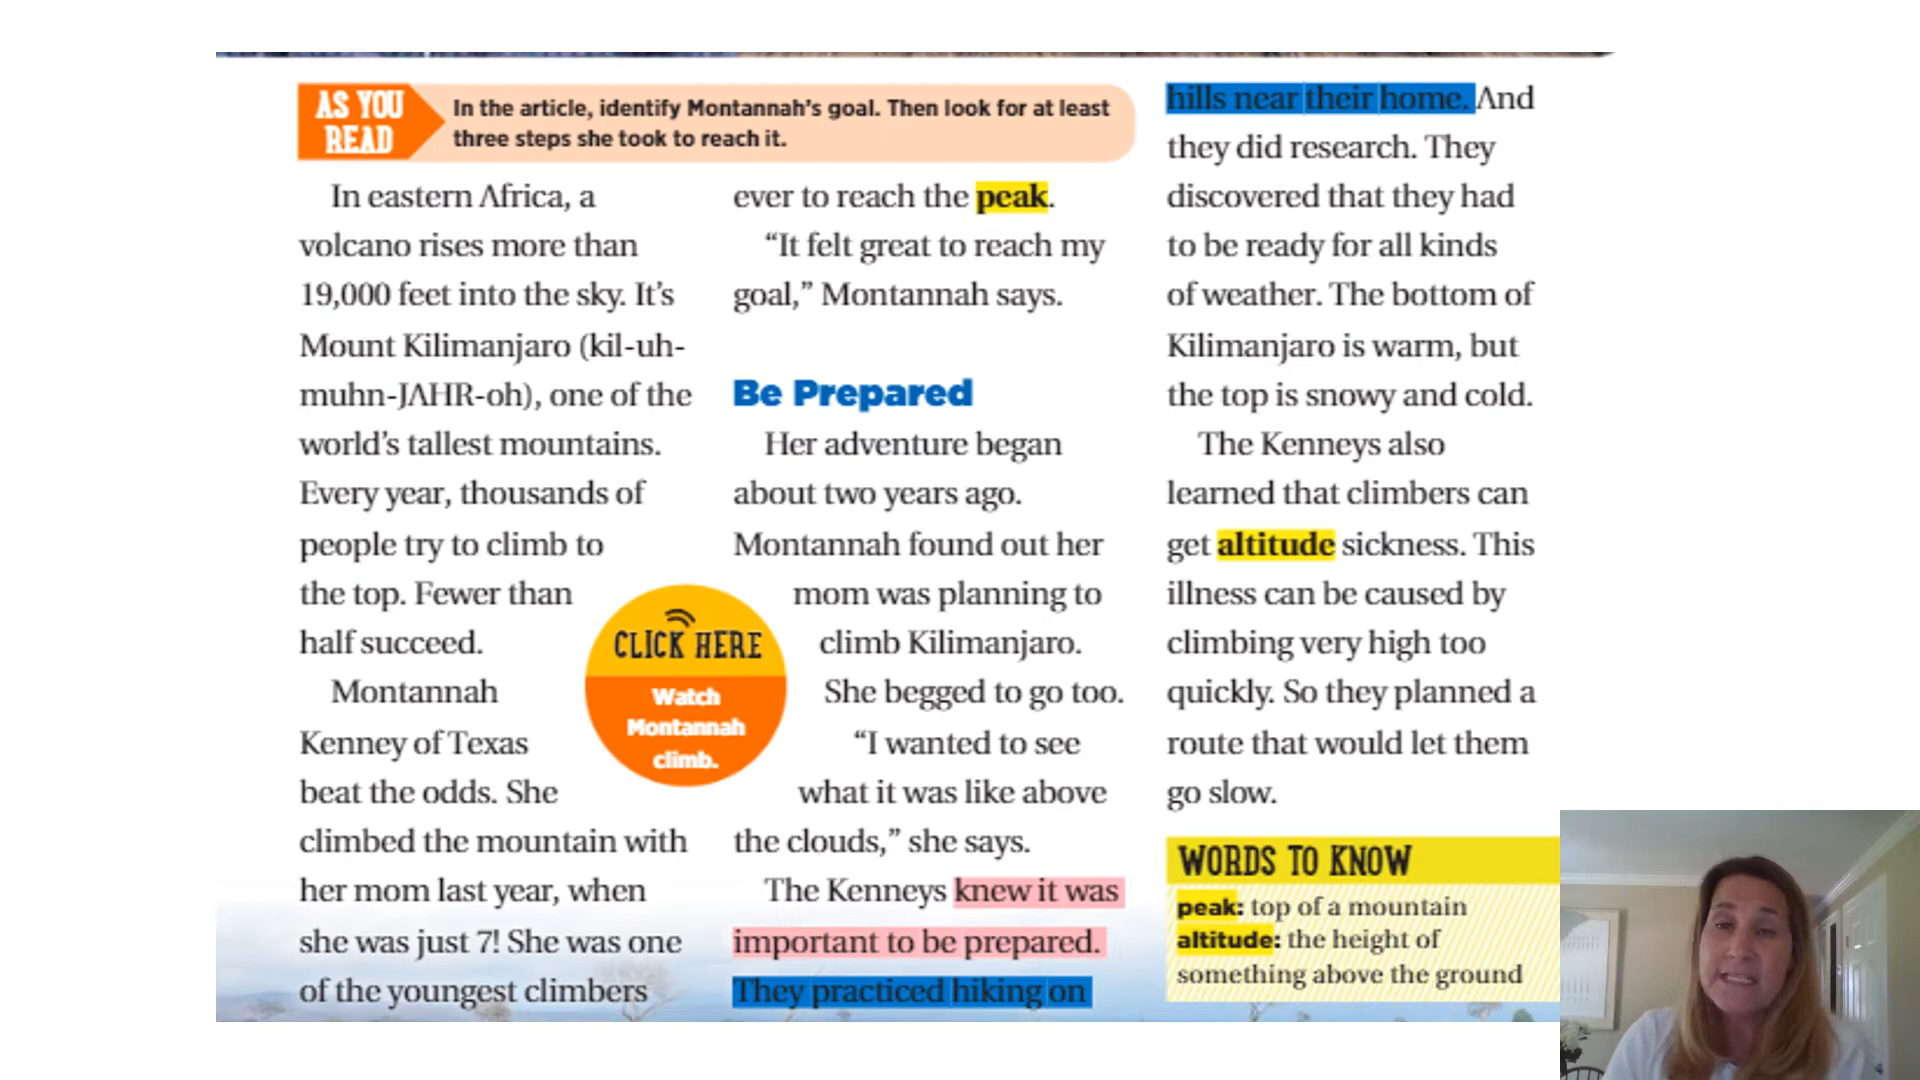 AS YOU
READ
In the article, identify Montannah's goal. Then look for at least
three steps she took to reach it.
In eastern Africa, a
volcano rises more than
19,000 feet into the sky. It's
Mount Kilimanjaro (kil-uh-
muhn-JAHR-oh), one of the
world's tallest mountains.
Every year, thousands of
people try to climb to
the top. Fewer than
half succeed.
Montannah
Kenney of Texas
beat the odds. She
climbed the mountain with
her mom last year, when
she was just 7! She was one
of the youngest climbers
CLICK HERE
Watch
Montannah
climb.
ever to reach the peak.
“It felt great to reach my
goal,” Montannah says.
Be Prepared
Her adventure began
about two years ago.
Montannah found out her
mom was planning to
climb Kilimanjaro.
She begged to go too.
“I wanted to see
what it was like above
the clouds,” she says.
The Kenneys knew it was
important to be prepared.
They practiced hiking on
hills near their home. And
they did research. They
discovered that they had
to be ready for all kinds
of weather. The bottom of
Kilimanjaro is warm, but
the top is snowy and cold.
The Kenneys also
learned that climbers can
get altitude sickness. This
illness can be caused by
climbing very high too
quickly. So they planned a
route that would let them
go slow.
WORDS TO KNOW
peak: top of a mountain
altitude: the height of
something above the ground